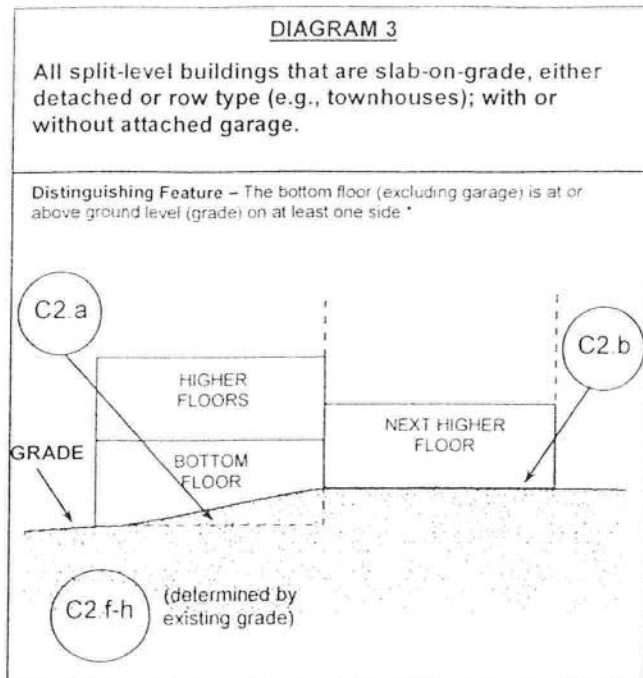 DIAGRAM 3
All split-level buildings that are slab-on-grade, either
detached or row type (e.g., townhouses); with or
without attached garage.
Distinguishing Feature – The bottom floor (excluding garage) is at or
above ground level (grade) on at least one side *
C2.a
C2.b
HIGHER
FLOORS
NEXT HIGHER
FLOOR
GRADE
BOTTOM
FLOOR
C2.f-h
(determined by
existing grade)